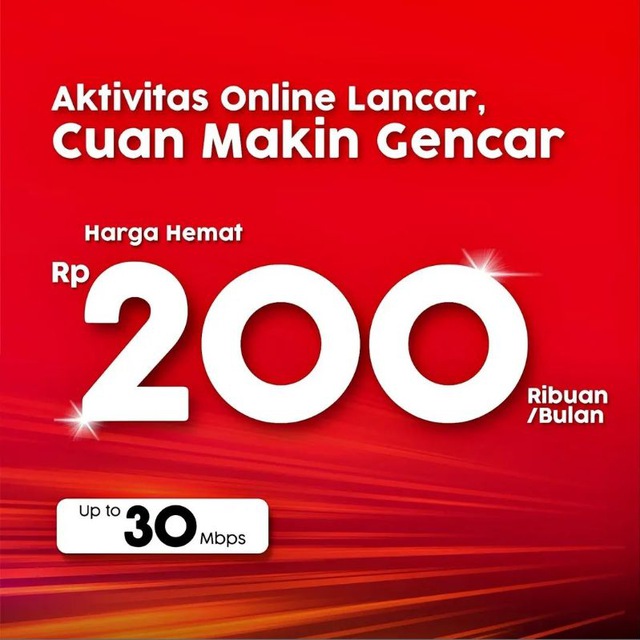 Aktivitas Online Lancar,
Cuan Makin Gencar
Harga Hemat
Rp 200 Ribuan
/Bulan
Up to 30 Mbps